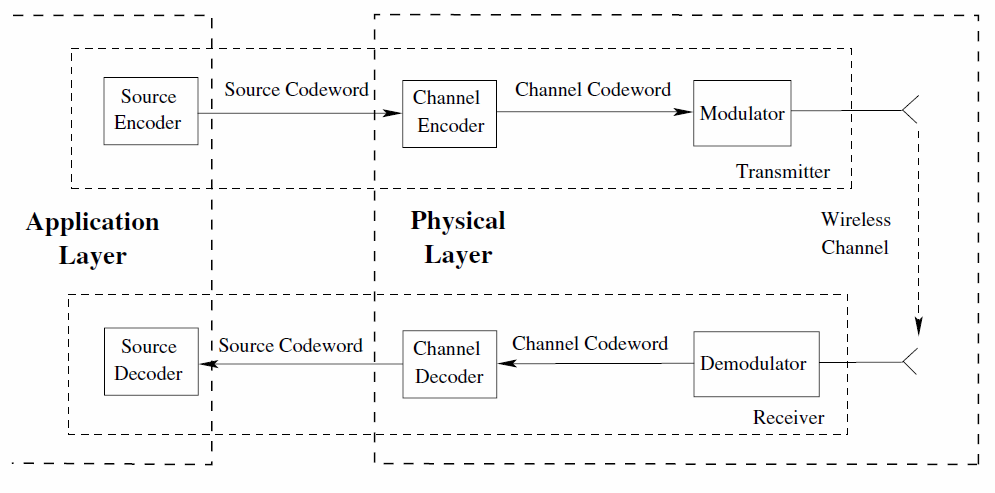 Source
Encoder
Source Codeword
Channel
Encoder
Channel Codeword
Modulator
Transmitter
Application
Layer
Physical
Layer
Wireless
Channel
Source
Decoder
Source Codeword
Channel
Decoder
Channel Codeword
Demodulator
Receiver